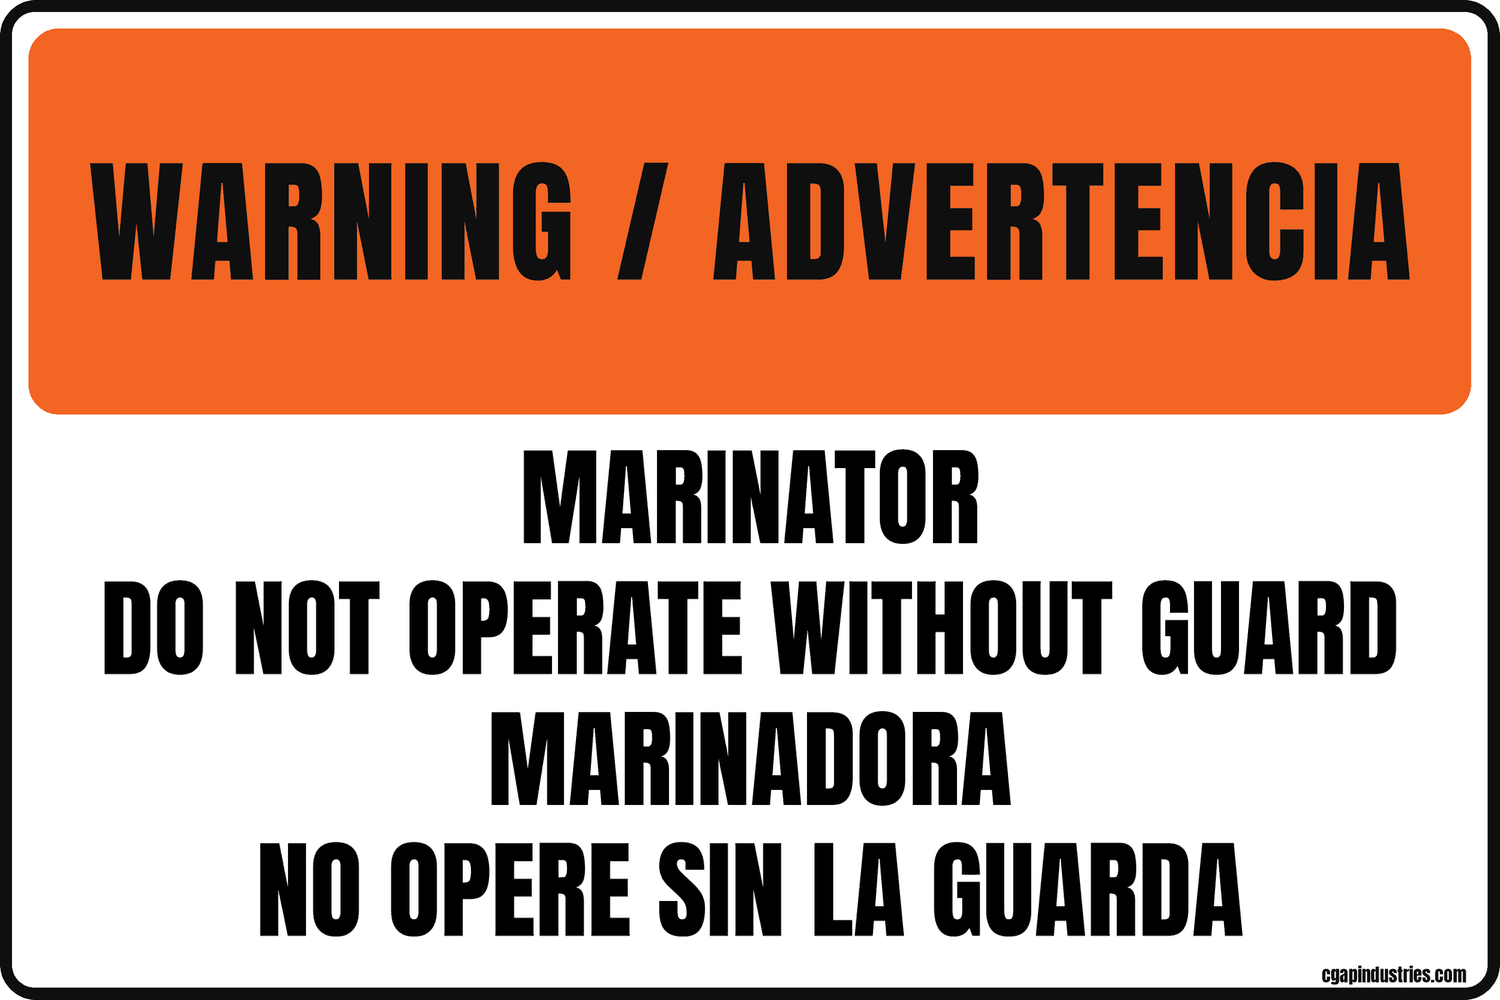 WARNING / ADVERTENCIA
MARINATOR
DO NOT OPERATE WITHOUT GUARD
MARINADORA
NO OPERE SIN LA GUARDA
cgapindustries.com